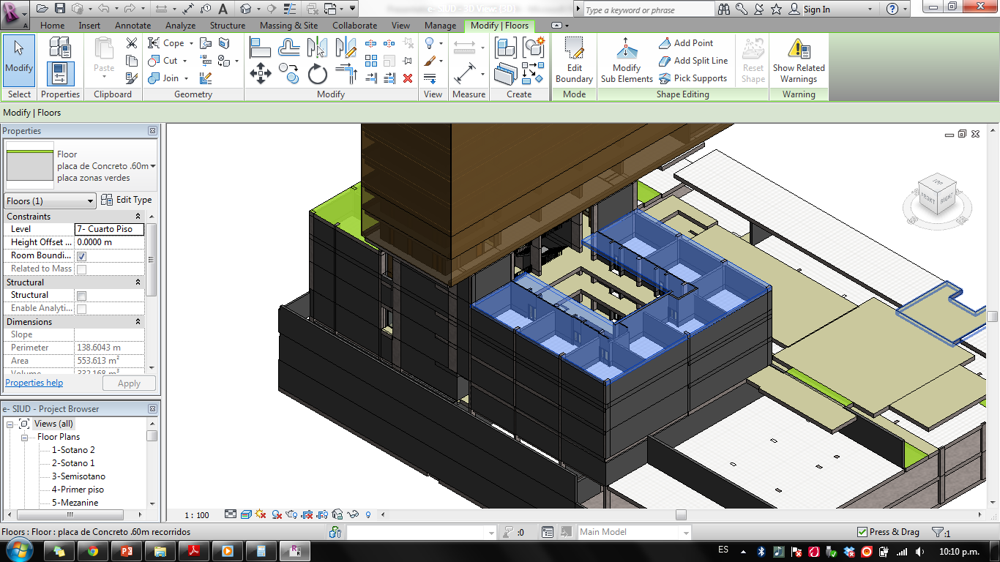 e- SIUD - 3D View: {3D}
Type a keyword or phrase
Sign In
Home Insert Annotate Analyze Structure Massing & Site Collaborate View Manage Modify | Floors
Modify
Select
Properties
Paste
Clipboard
Cope
Cut
Join
Geometry
Modify
View
Measure
Create
Edit
Boundary
Mode
Modify
Sub Elements
Add Point
Add Split Line
Pick Supports
Shape Editing
Reset
Shape
Show Related
Warnings
Warning
Modify | Floors
Properties
Floor
placa de Concreto .60m
placa zonas verdes
Floors (1)
Edit Type
Constraints
Level 7- Cuarto Piso
Height Offset ... 0.0000 m
Room Boundi...
Related to Mass
Structural
Structural
Enable Analyti...
Dimensions
Slope
Perimeter 138.6043 m
Area 553.613 m²
Volume 332.168 m³
Properties help
Apply
e- SIUD - Project Browser
Views (all)
Floor Plans
1-Sotano 2
2-Sotano 1
3-Semisotano
4-Primer piso
5-Mezanine
FRONT
RIGHT
1 : 100
Floors : Floor : placa de Concreto .60m recorridos
:0
Main Model
Press & Drag
:1
ES
10:10 p.m.